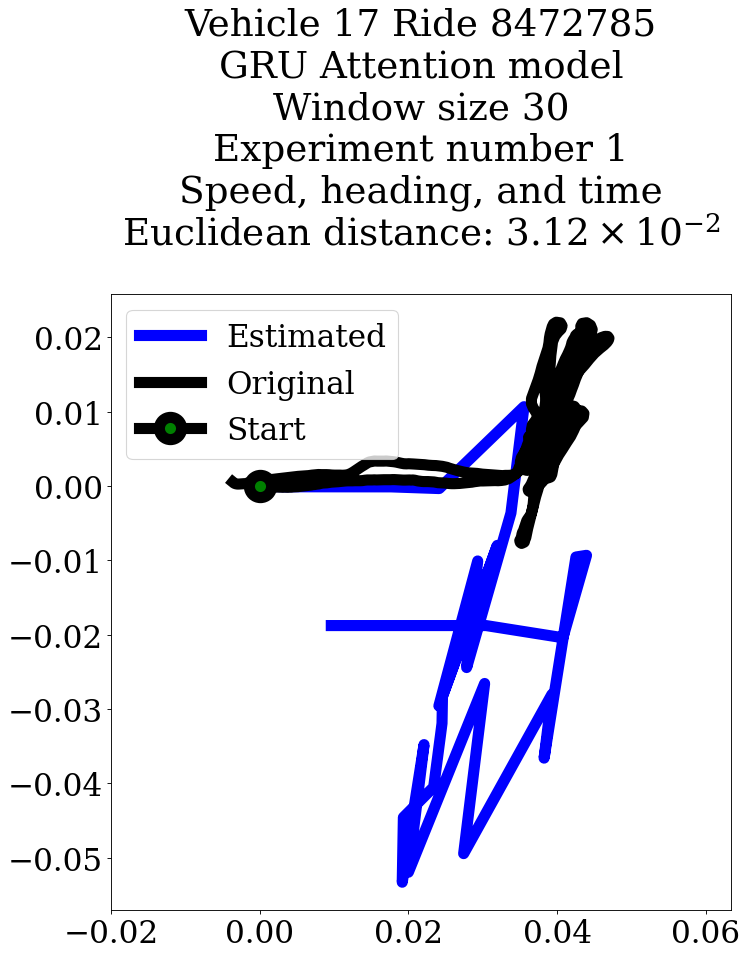 Vehicle 17 Ride 8472785
GRU Attention model
Window size 30
Experiment number 1
Speed, heading, and time
Euclidean distance: 3.12 × 10⁻²
Estimated
Original
Start
0.02
0.01
0.00
−0.01
−0.02
−0.03
−0.04
−0.05
−0.02 0.00 0.02 0.04 0.06